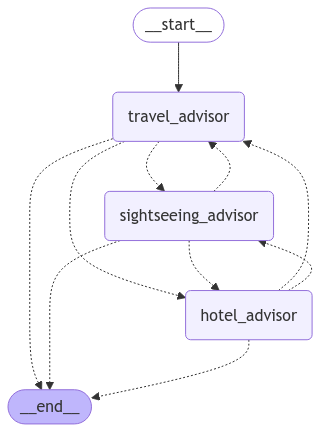 __start__
travel_advisor
sightseeing_advisor
hotel_advisor
__end__